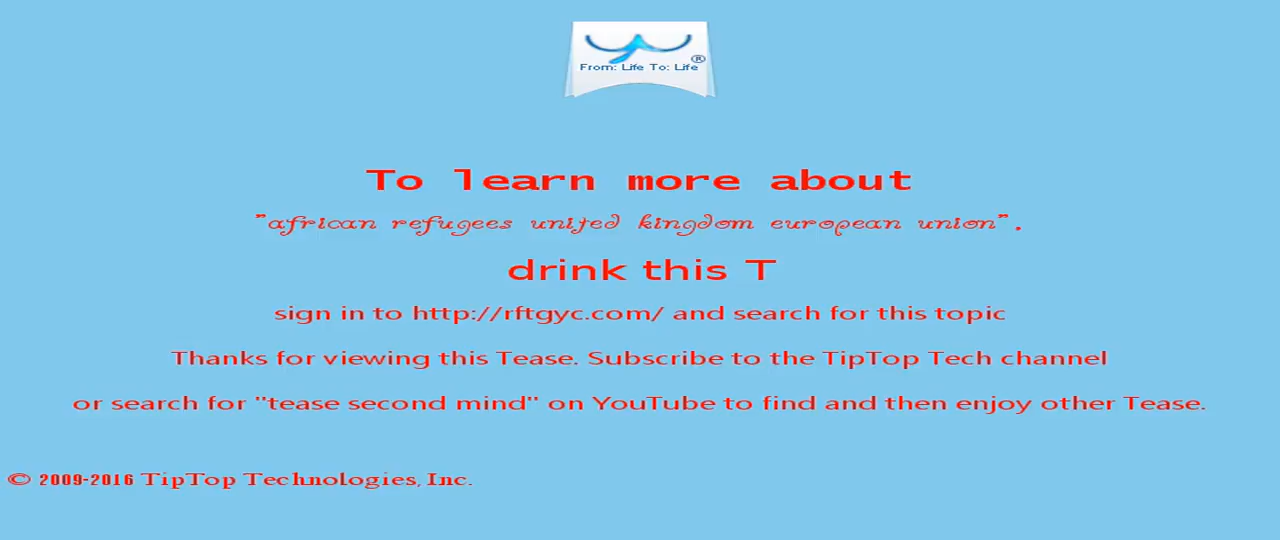 From: Life To: Life®
To learn more about
"african refugees united kingdom european union",
drink this T
sign in to http://rftgyc.com/ and search for this topic
Thanks for viewing this Tease. Subscribe to the TipTop Tech channel
or search for "tease second mind" on YouTube to find and then enjoy other Tease.
© 2009-2016 TipTop Technologies, Inc.